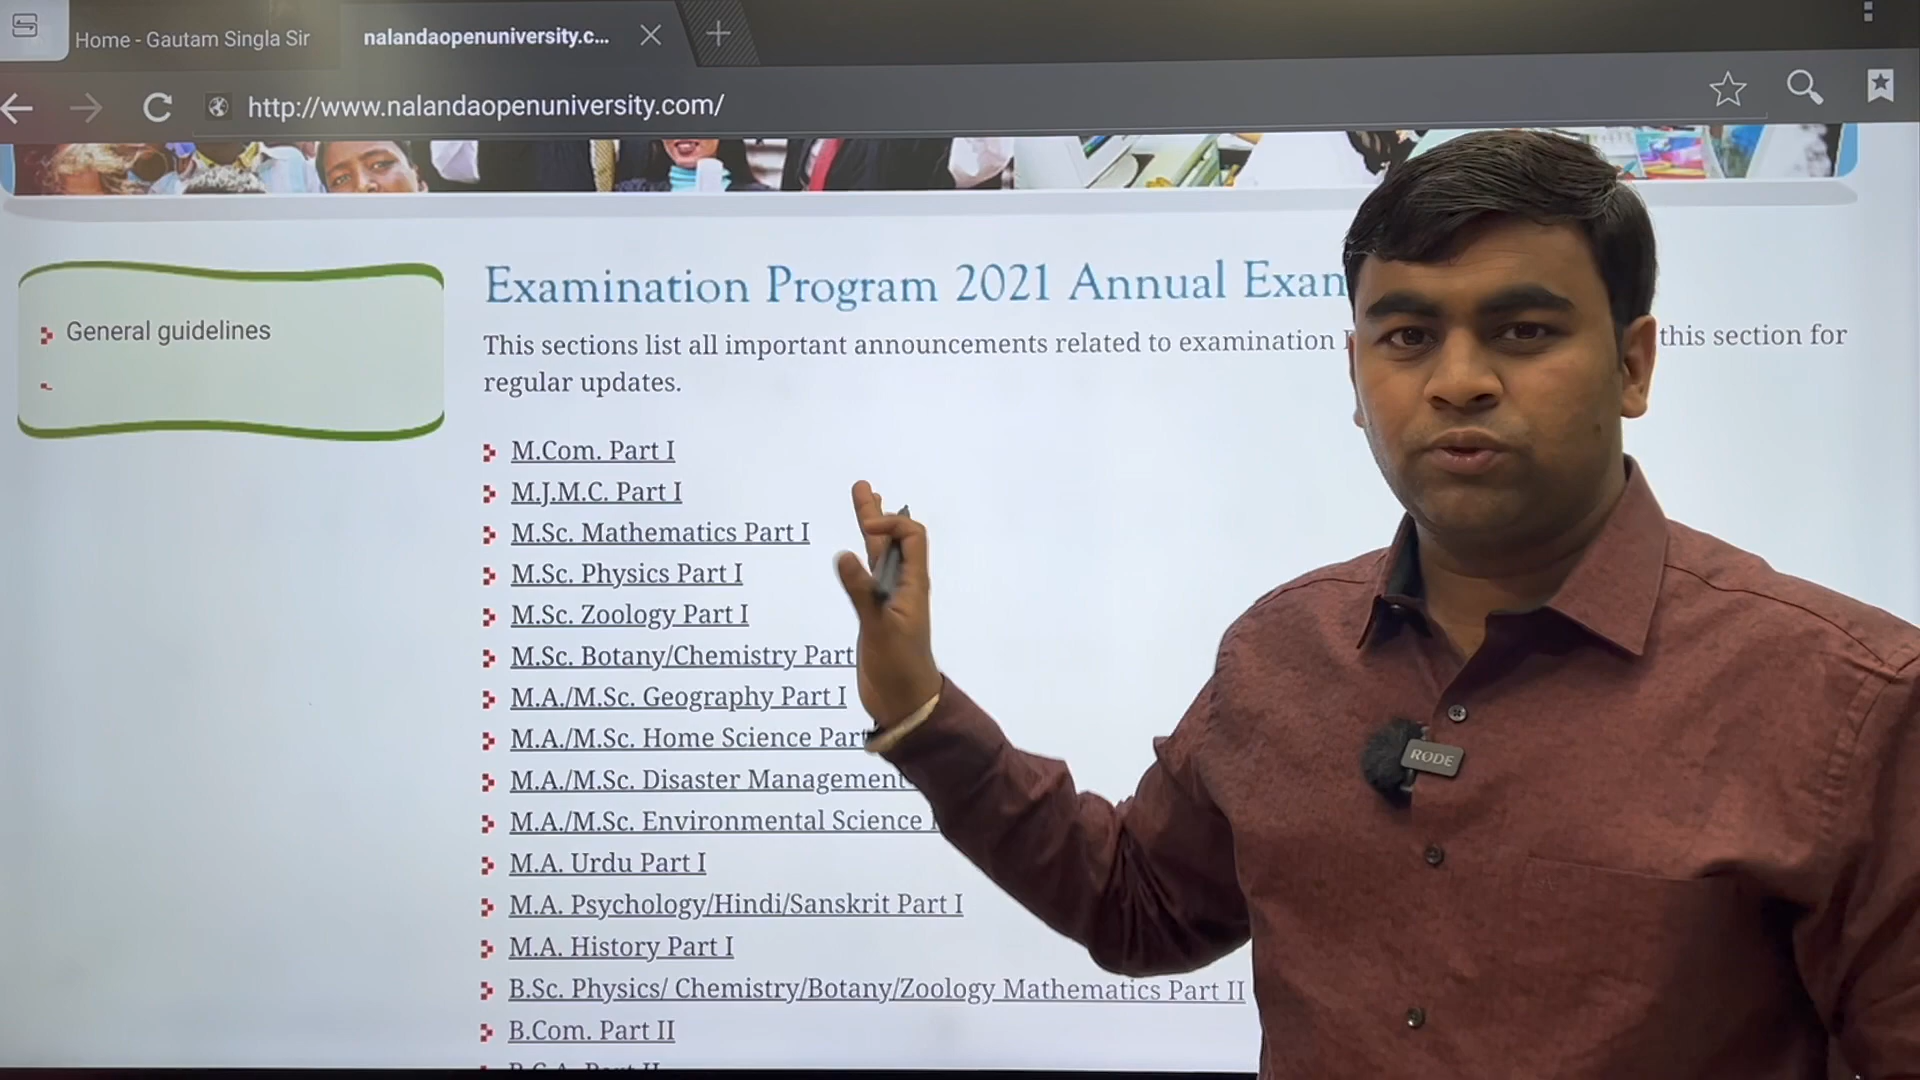 Home - Gautam Singla Sir
nalandaopenuniversity.c...
http://www.nalandaopenuniversity.com/
General guidelines
Examination Program 2021 Annual Exam
This sections list all important announcements related to examination this section for
regular updates.
M.Com. Part I
M.J.M.C. Part I
M.Sc. Mathematics Part I
M.Sc. Physics Part I
M.Sc. Zoology Part I
M.Sc. Botany/Chemistry Part
M.A./M.Sc. Geography Part I
M.A./M.Sc. Home Science Part
M.A./M.Sc. Disaster Management
M.A./M.Sc. Environmental Science
M.A. Urdu Part I
M.A. Psychology/Hindi/Sanskrit Part I
M.A. History Part I
B.Sc. Physics/ Chemistry/Botany/Zoology Mathematics Part II
B.Com. Part II
RØDE